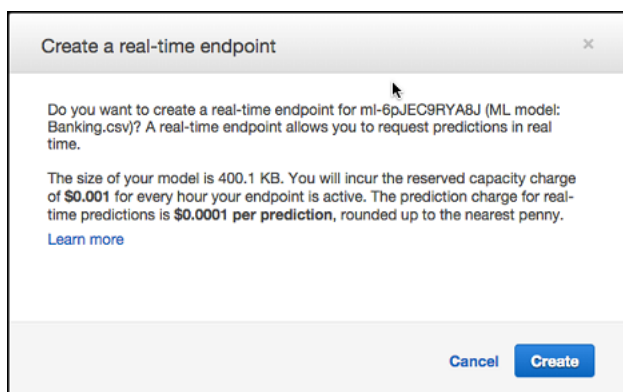 Create a real-time endpoint ×
Do you want to create a real-time endpoint for ml-6pJEC9RYA8J (ML model:
Banking.csv)? A real-time endpoint allows you to request predictions in real
time.
The size of your model is 400.1 KB. You will incur the reserved capacity charge
of $0.001 for every hour your endpoint is active. The prediction charge for real-
time predictions is $0.0001 per prediction, rounded up to the nearest penny.
Learn more
Cancel Create